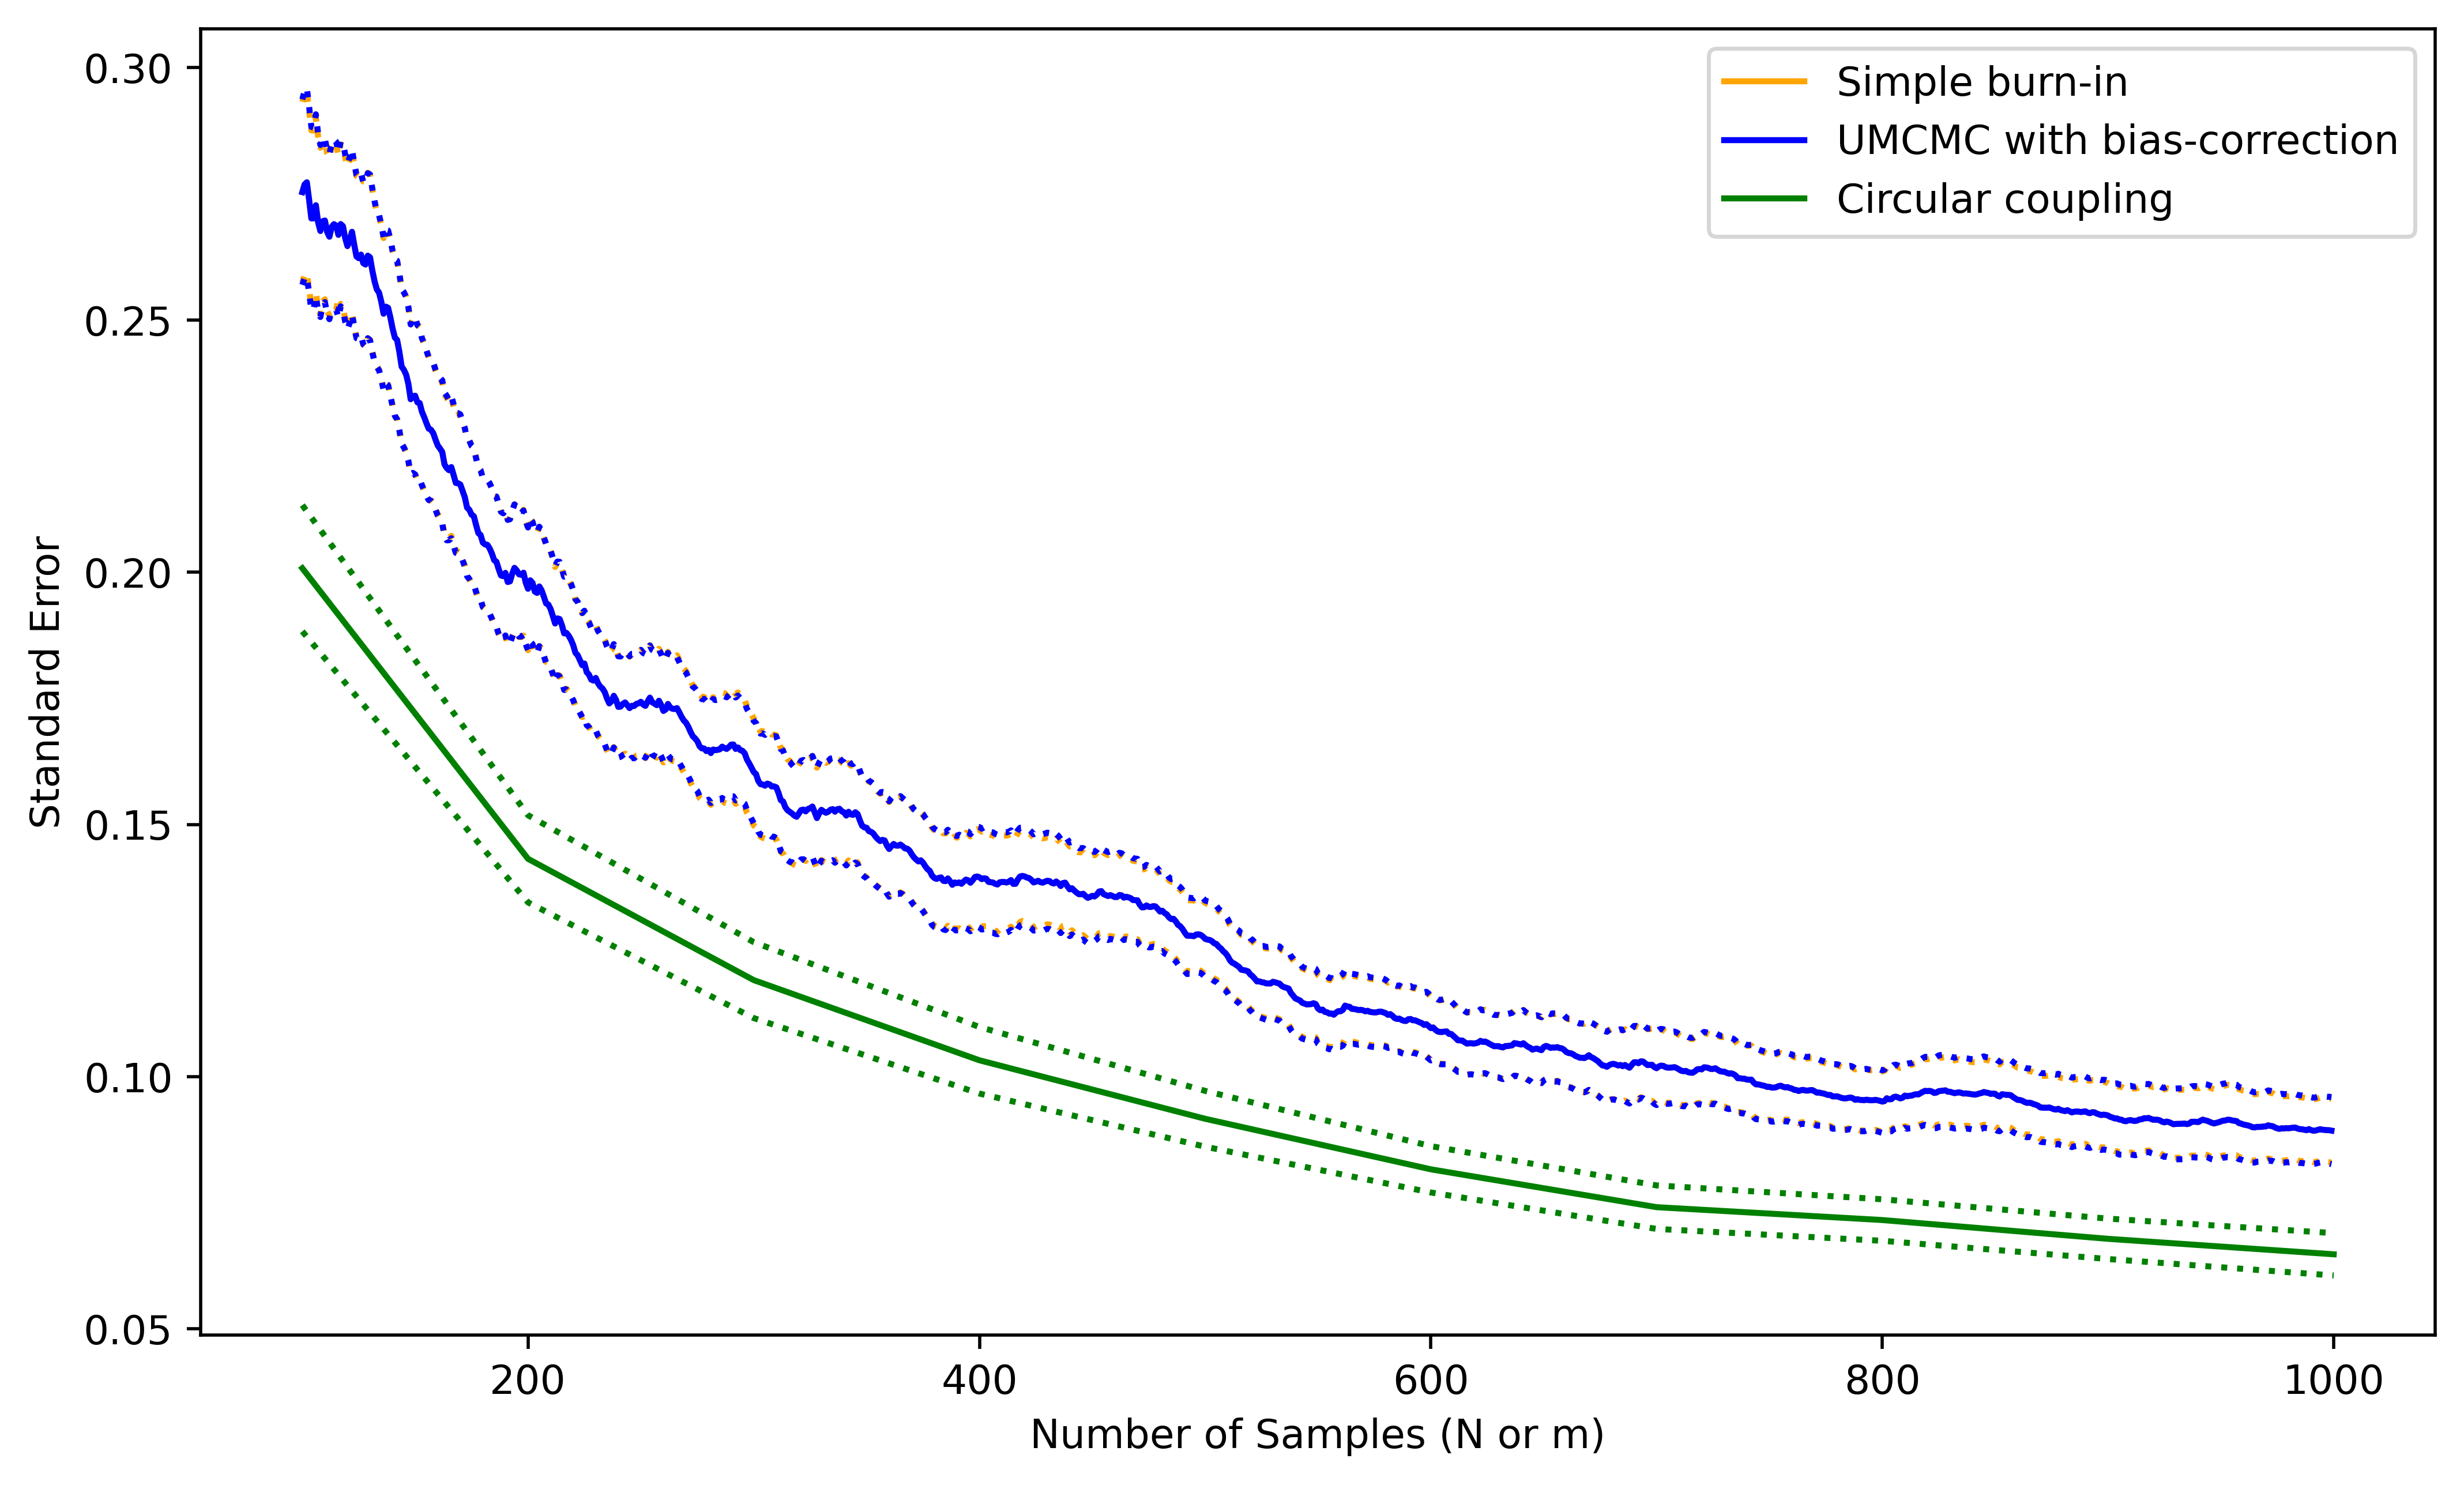 0.30
0.25
0.20
0.15
0.10
0.05
Standard Error
Simple burn-in
UMCMC with bias-correction
Circular coupling
200
400
600
800
1000
Number of Samples (N or m)